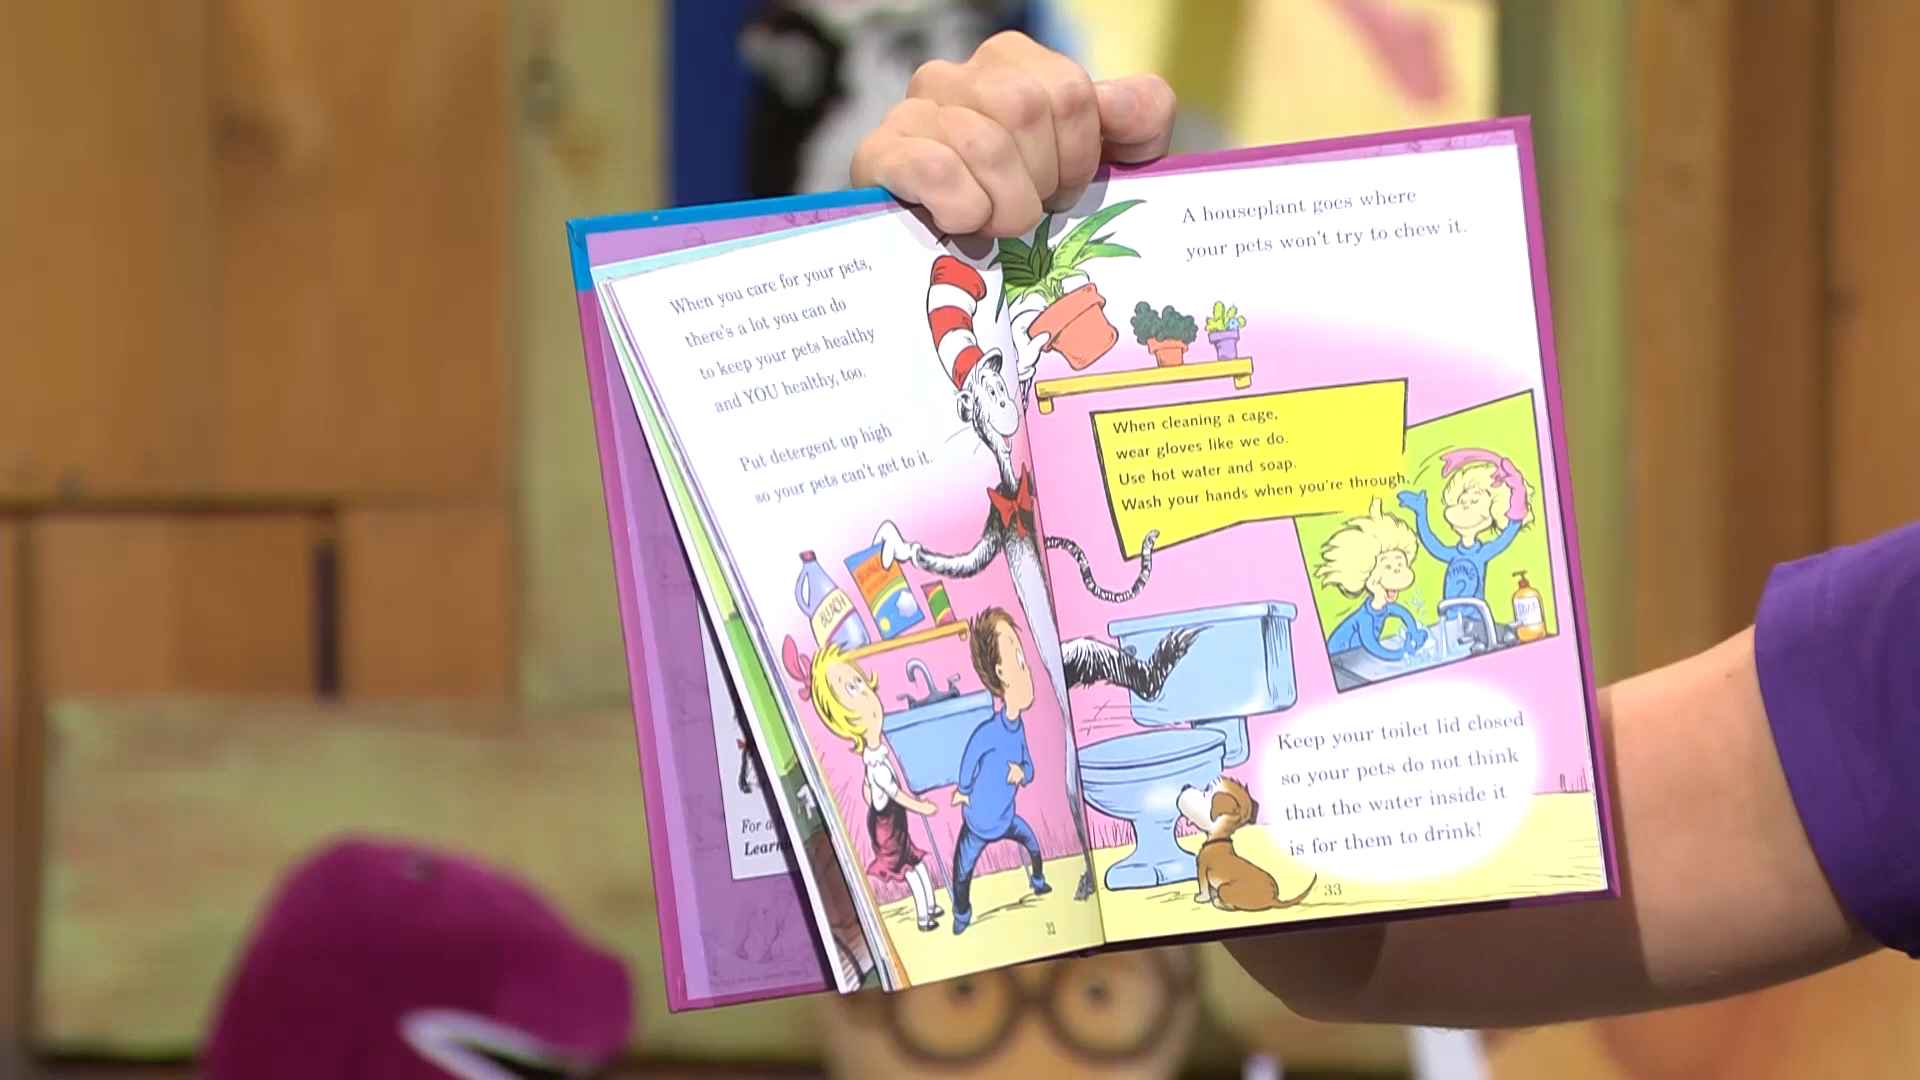 When you care for your pets,
there's a lot you can do
to keep your pets healthy
and YOU healthy, too.
Put detergent up high
so your pets can't get to it.
BLEACH
32
For a
Learn
A houseplant goes where
your pets won't try to chew it.
When cleaning a cage,
wear gloves like we do.
Use hot water and soap.
Wash your hands when you're through.
THING
2
SOAP
Keep your toilet lid closed
so your pets do not think
that the water inside it
is for them to drink!
33